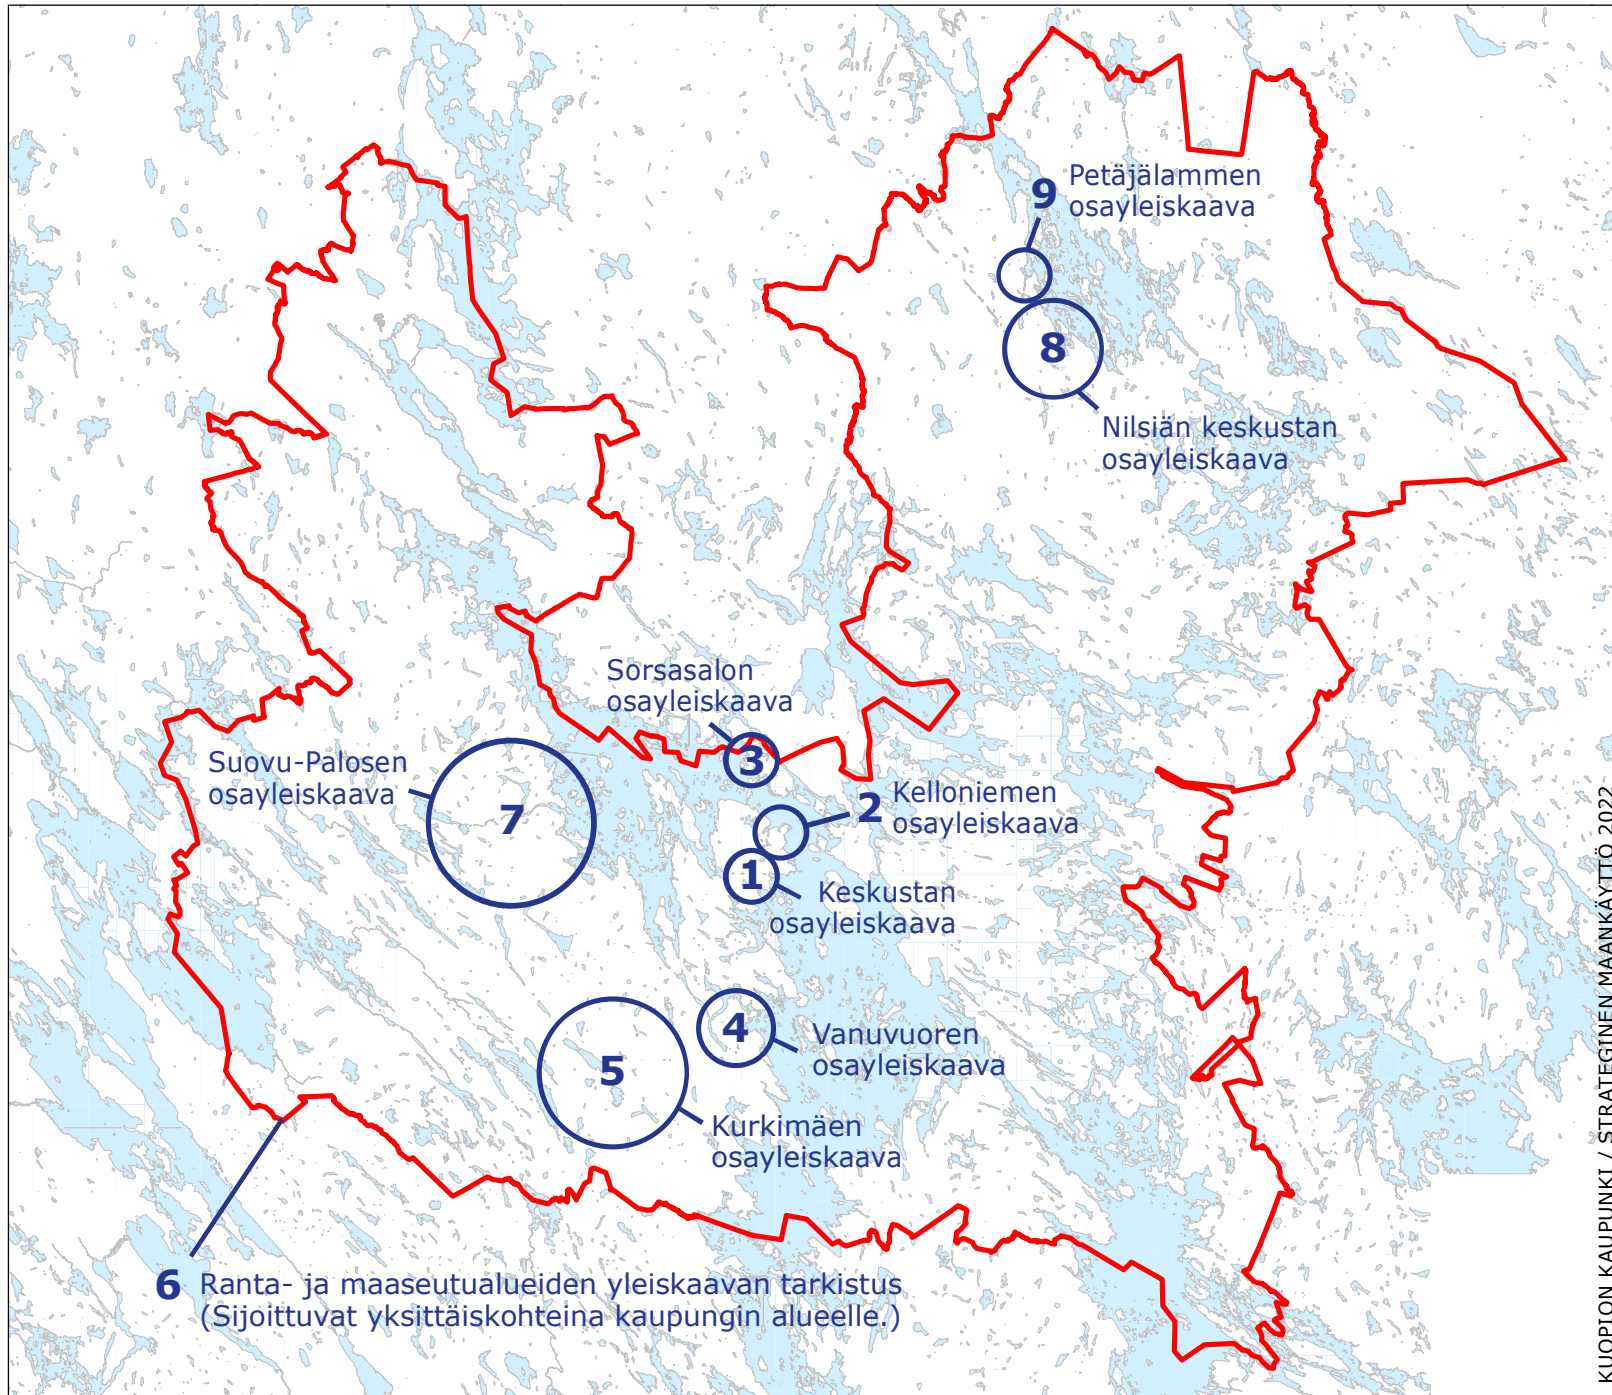 9 Petäjälammen
osayleiskaava
8
Nilsiän keskustan
osayleiskaava
Sorsasalon
osayleiskaava
3
Suovu-Palosen
osayleiskaava
7
2 Kelloniemen
osayleiskaava
1
Keskustan
osayleiskaava
4
Vanuvuoren
osayleiskaava
5
Kurkimäen
osayleiskaava
6 Ranta- ja maaseutualueiden yleiskaavan tarkistus
(Sijoittuvat yksittäiskohteina kaupungin alueelle.)
KUOPION KAUPUNKI / STRATEGINEN MAANKÄYTTÖ 2022